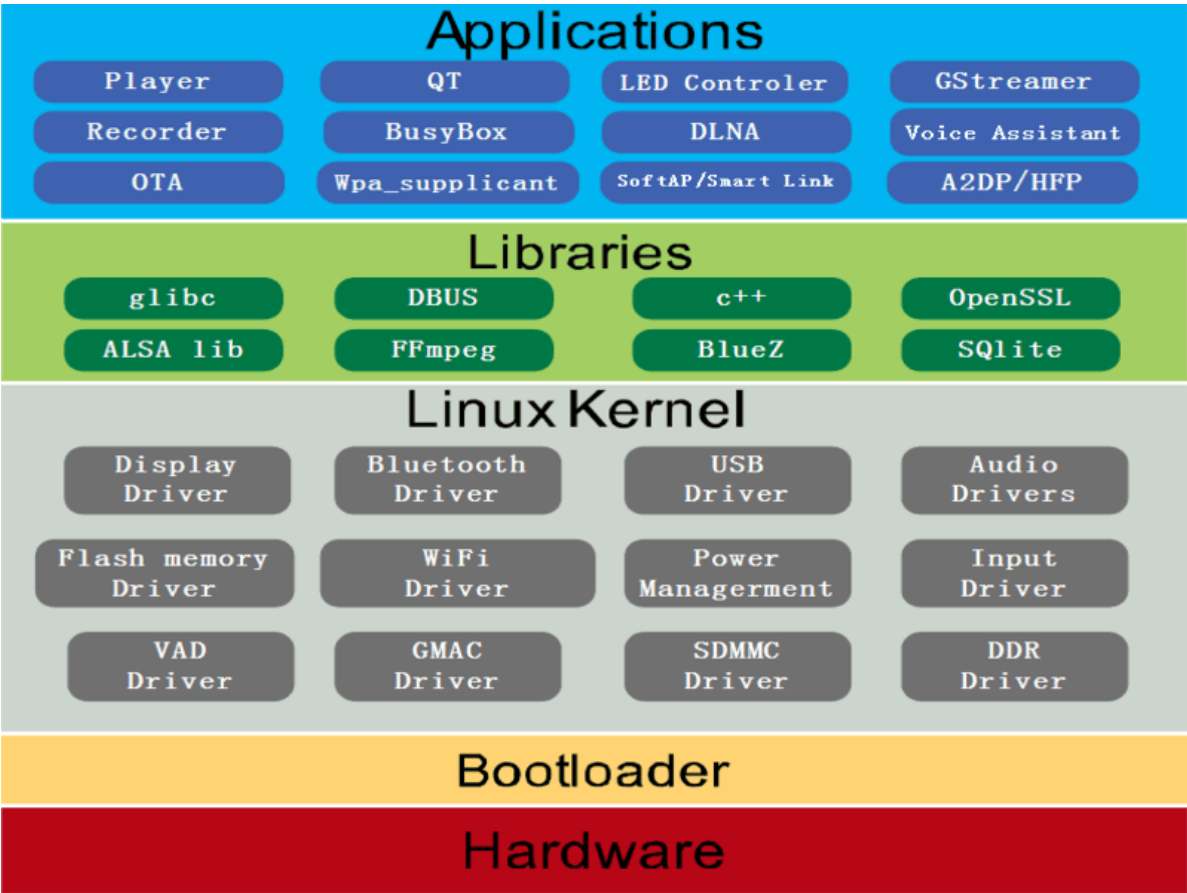 Applications
Player
QT
LED Controler
GStreamer
Recorder
BusyBox
DLNA
Voice Assistant
OTA
Wpa_supplicant
SoftAP/Smart Link
A2DP/HFP
Libraries
glibc
DBUS
c++
OpenSSL
ALSA lib
FFmpeg
BlueZ
SQlite
Linux Kernel
Display
Driver
Bluetooth
Driver
USB
Driver
Audio
Drivers
Flash memory
Driver
WiFi
Driver
Power
Managerment
Input
Driver
VAD
Driver
GMAC
Driver
SDMMC
Driver
DDR
Driver
Bootloader
Hardware